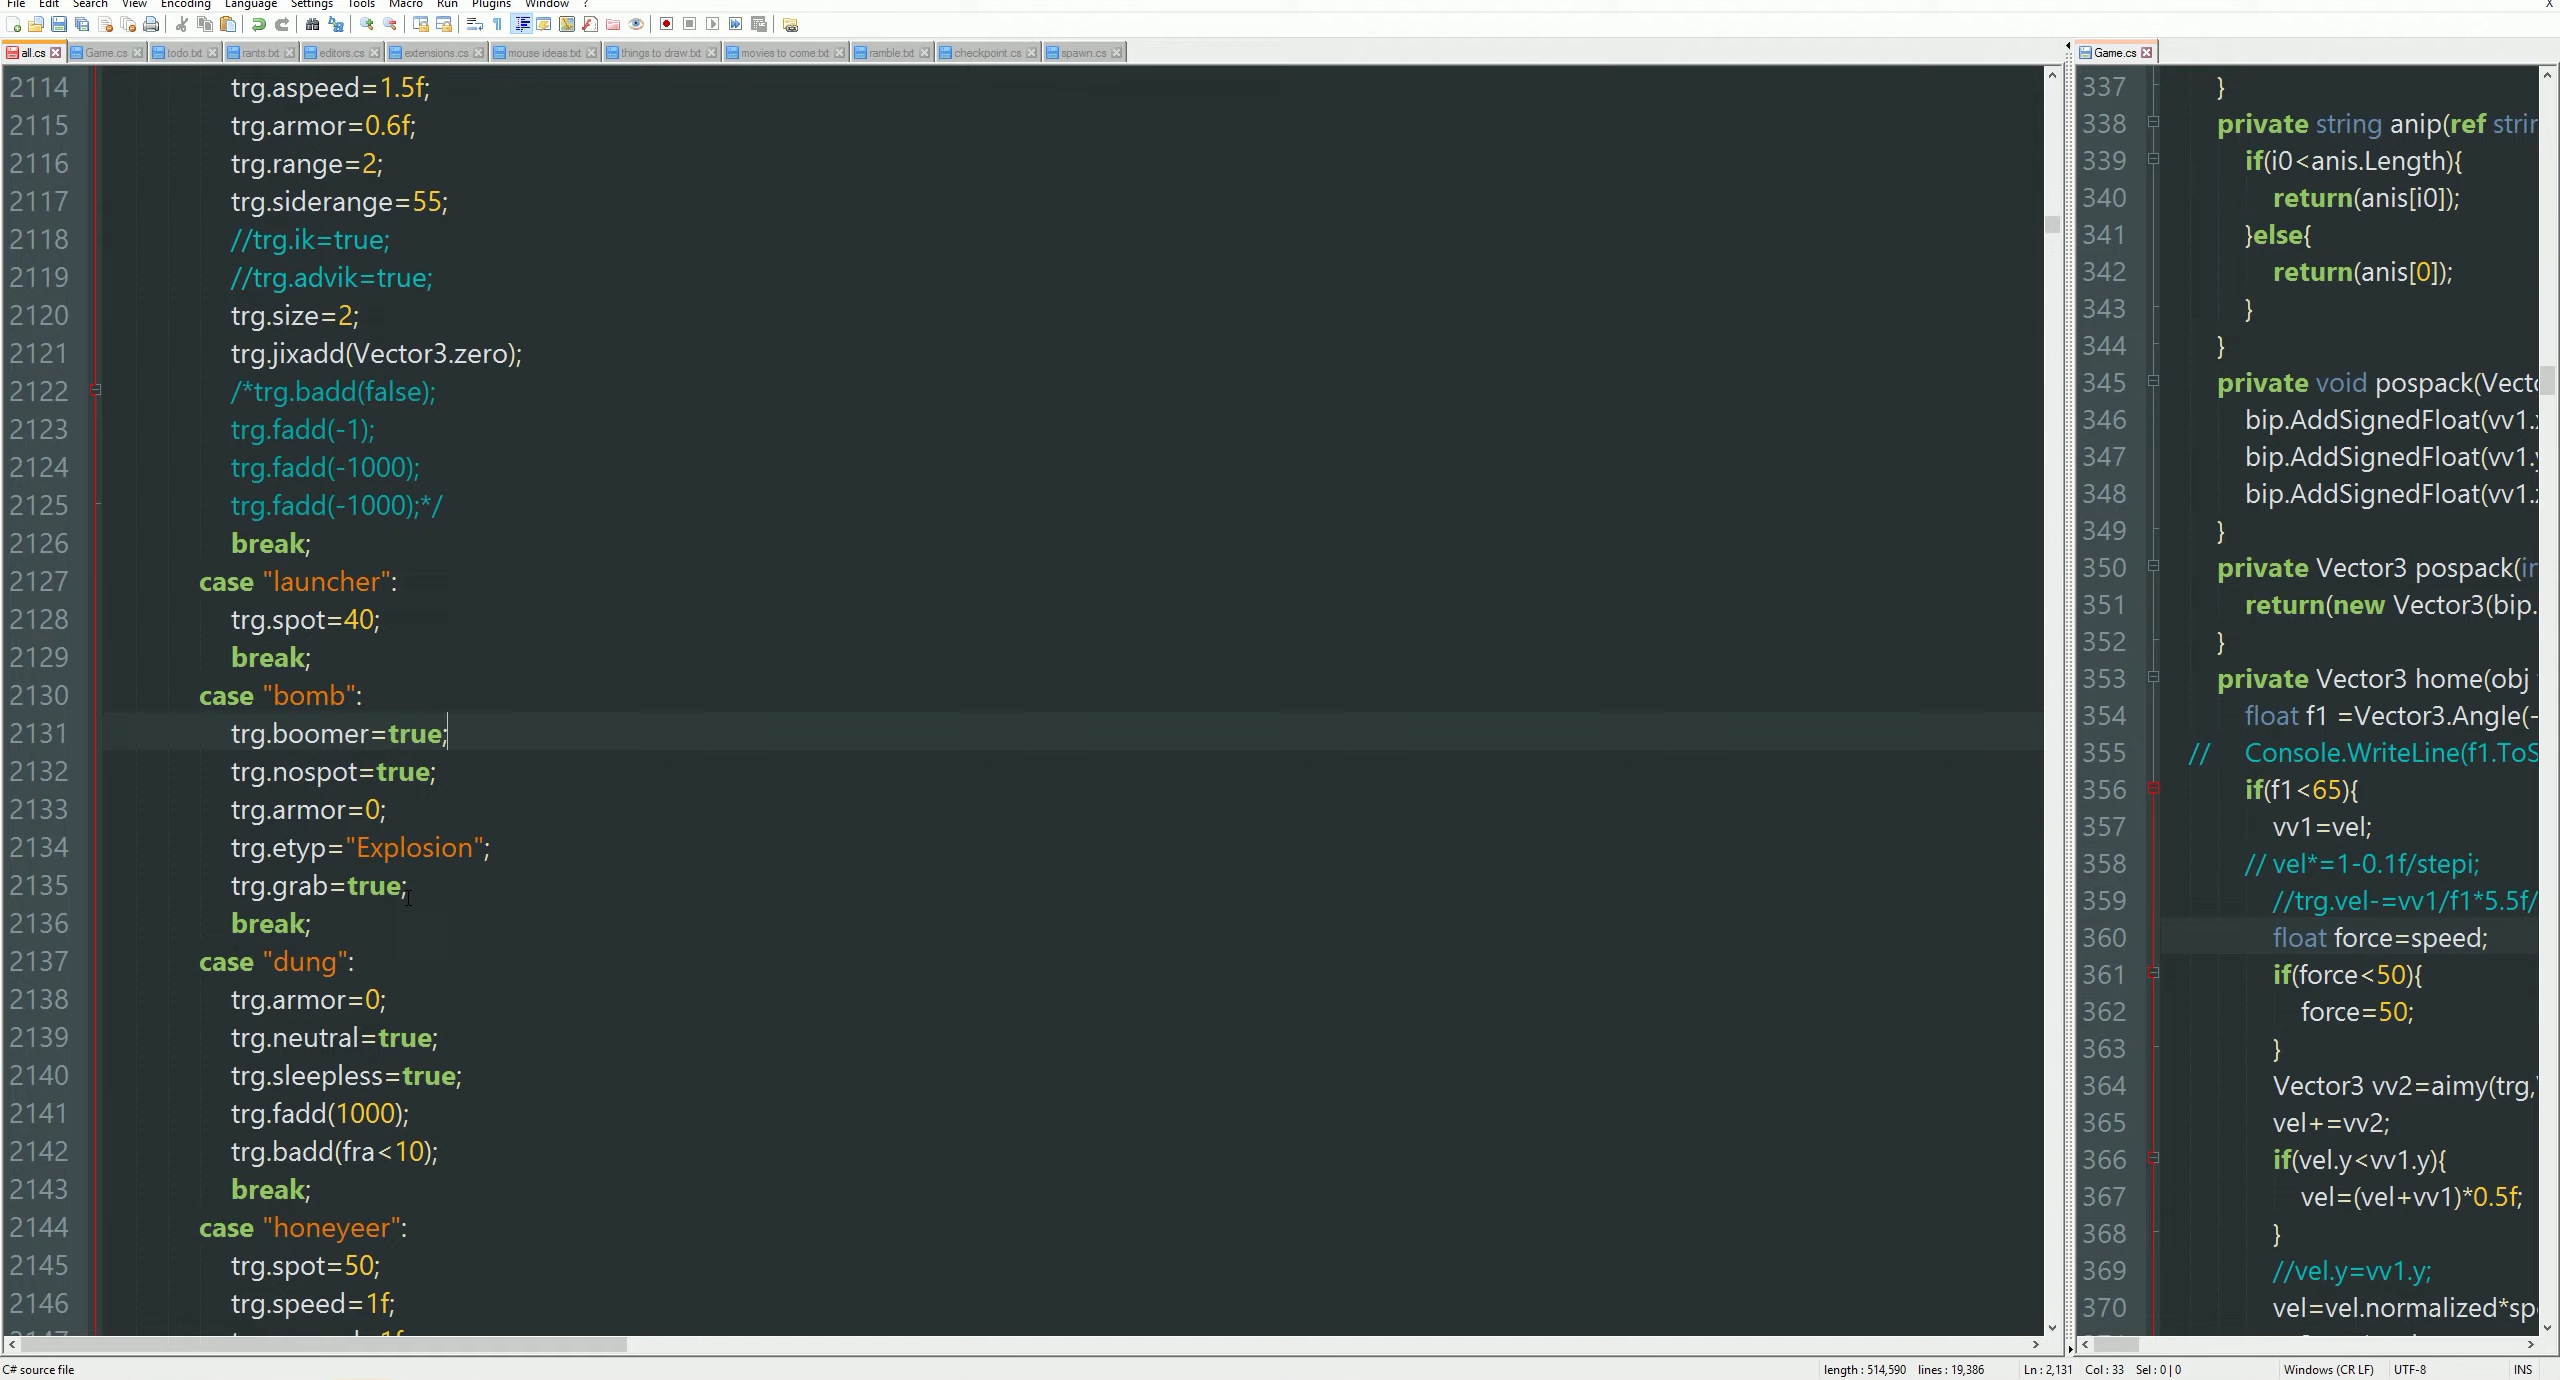 File Edit Search View Encoding Language Settings Tools Macro Run Plugins Window ? X
all.cs Game.cs todo.txt rants.txt editors.cs extensions.cs mouse ideas.txt things to draw.txt movies to come.txt ramble.txt checkpoint.cs spawn.cs
2114 trg.aspeed=1.5f;
2115 trg.armor=0.6f;
2116 trg.range=2;
2117 trg.siderange=55;
2118 //trg.ik=true;
2119 //trg.advik=true;
2120 trg.size=2;
2121 trg.jixadd(Vector3.zero);
2122 /*trg.badd(false);
2123 trg.fadd(-1);
2124 trg.fadd(-1000);
2125 trg.fadd(-1000);*/
2126 break;
2127 case "launcher":
2128 trg.spot=40;
2129 break;
2130 case "bomb":
2131 trg.boomer=true;
2132 trg.nospot=true;
2133 trg.armor=0;
2134 trg.etyp="Explosion";
2135 trg.grab=true;
2136 break;
2137 case "dung":
2138 trg.armor=0;
2139 trg.neutral=true;
2140 trg.sleepless=true;
2141 trg.fadd(1000);
2142 trg.badd(fra<10);
2143 break;
2144 case "honeyeer":
2145 trg.spot=50;
2146 trg.speed=1f;
Game.cs
337 }
338 private string anip(ref strin
339 if(i0<anis.Length){
340 return(anis[i0]);
341 }else{
342 return(anis[0]);
343 }
344 }
345 private void pospack(Vecto
346 bip.AddSignedFloat(vv1.x
347 bip.AddSignedFloat(vv1.y
348 bip.AddSignedFloat(vv1.z
349 }
350 private Vector3 pospack(in
351 return(new Vector3(bip.
352 }
353 private Vector3 home(obj
354 float f1 =Vector3.Angle(-
355 // Console.WriteLine(f1.ToS
356 if(f1<65){
357 vv1=vel;
358 // vel*=1-0.1f/stepi;
359 //trg.vel-=vv1/f1*5.5f/
360 float force=speed;
361 if(force<50){
362 force=50;
363 }
364 Vector3 vv2=aimy(trg,
365 vel+=vv2;
366 if(vel.y<vv1.y){
367 vel=(vel+vv1)*0.5f;
368 }
369 //vel.y=vv1.y;
370 vel=vel.normalized*spe
C# source file length : 514,590 lines : 19,386 Ln : 2,131 Col : 33 Sel : 0 | 0 Windows (CR LF) UTF-8 INS